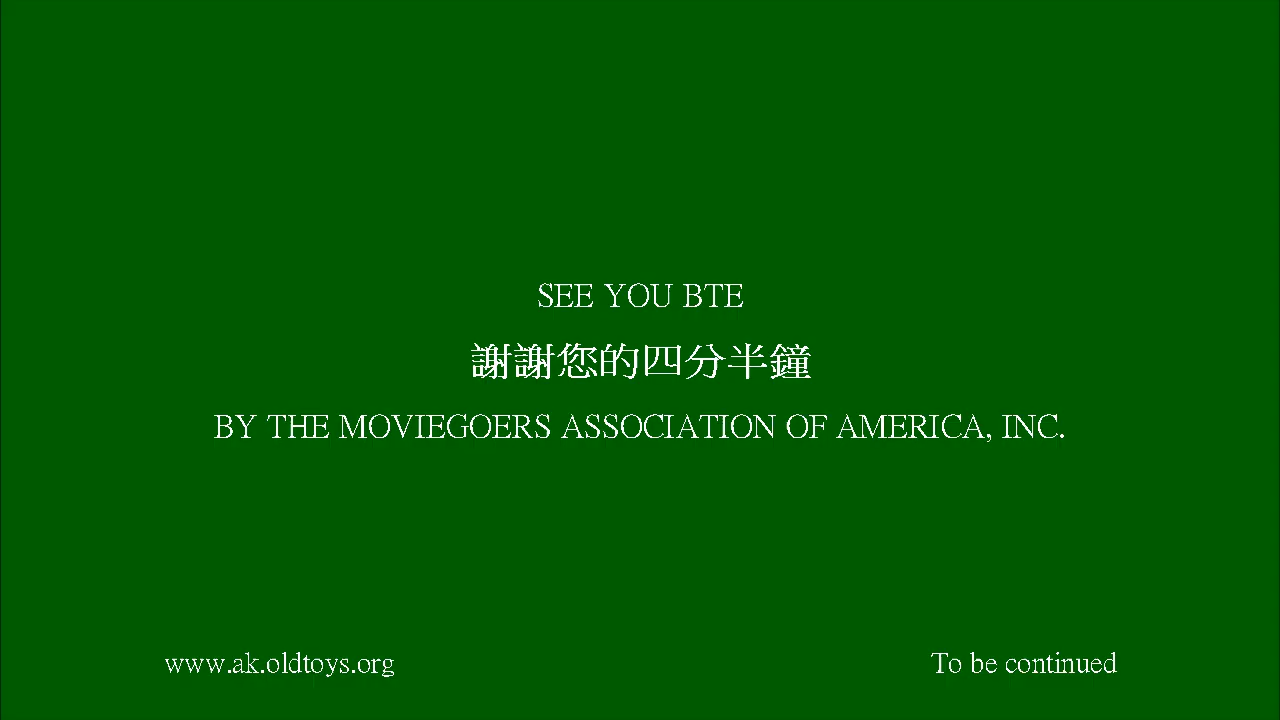 SEE YOU BTE
謝謝您的四分半鐘
BY THE MOVIEGOERS ASSOCIATION OF AMERICA, INC.
www.ak.oldtoys.org
To be continued